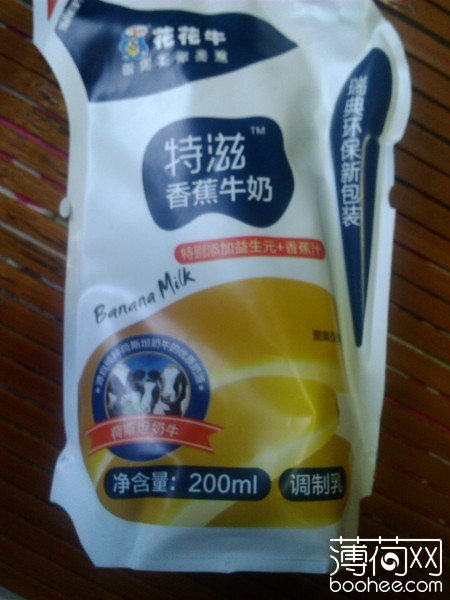 花花牛
瑞典环保新包装
特滋™
香蕉牛奶
特别添加益生元+香蕉汁
Banana Milk
荷斯坦奶牛
净含量：200ml
调制乳
薄荷网
boohee.com